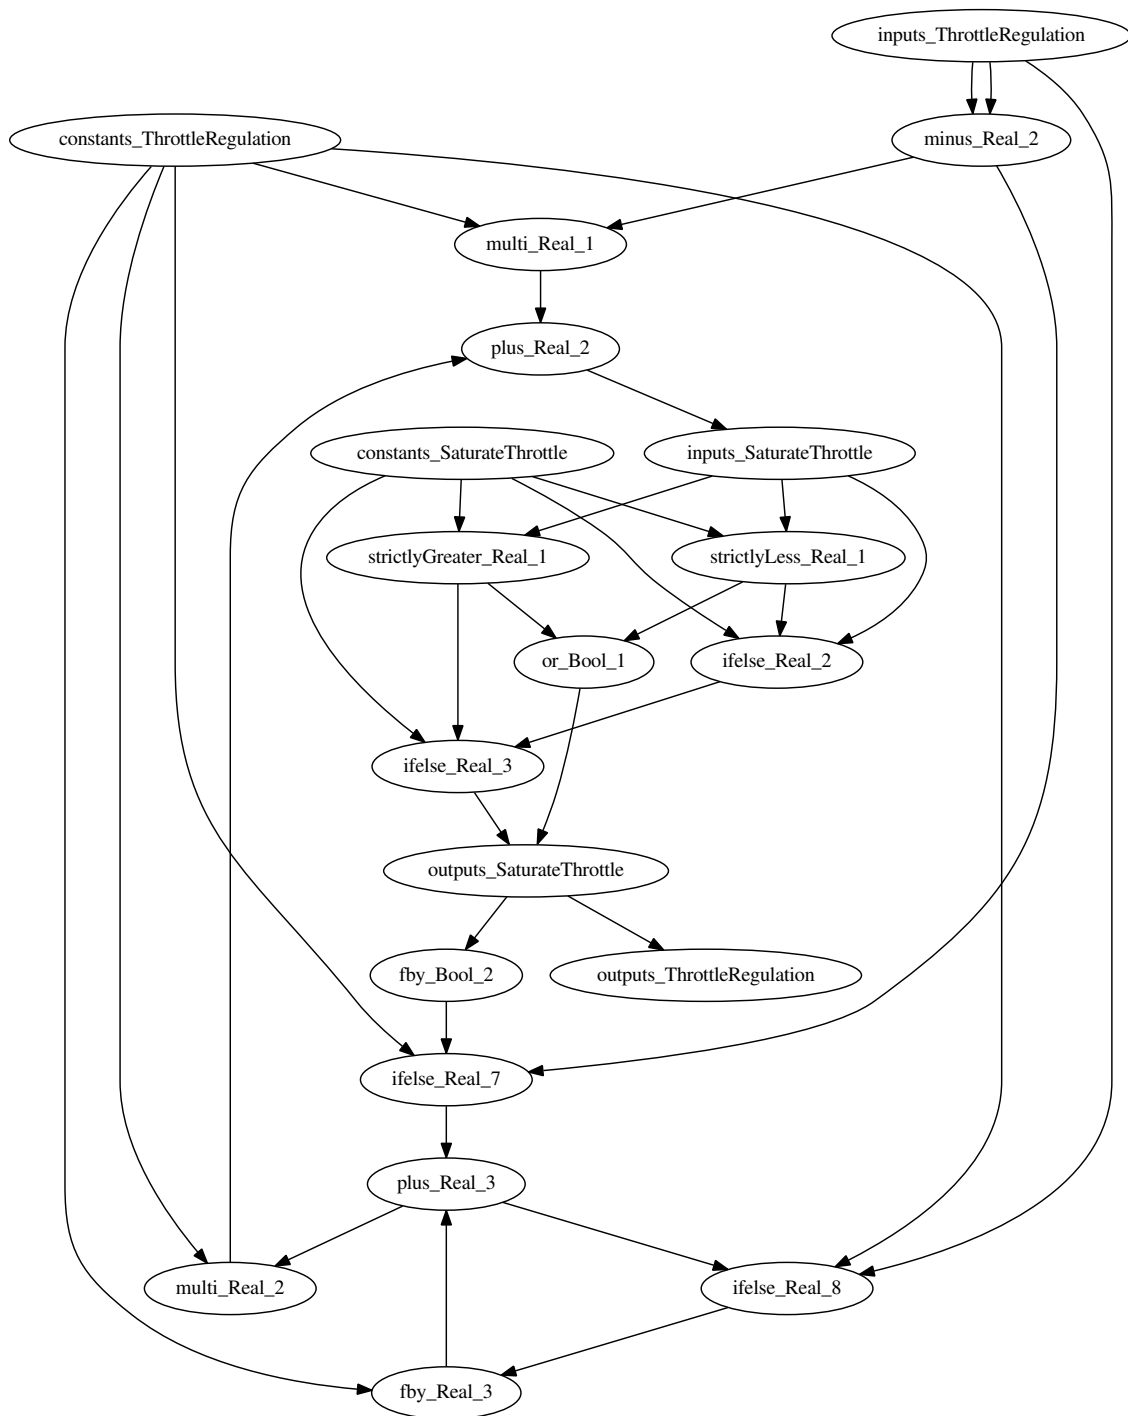 inputs_ThrottleRegulation
constants_ThrottleRegulation
minus_Real_2
multi_Real_1
plus_Real_2
constants_SaturateThrottle
inputs_SaturateThrottle
strictlyGreater_Real_1
strictlyLess_Real_1
or_Bool_1
ifelse_Real_2
ifelse_Real_3
outputs_SaturateThrottle
fby_Bool_2
outputs_ThrottleRegulation
ifelse_Real_7
plus_Real_3
multi_Real_2
ifelse_Real_8
fby_Real_3